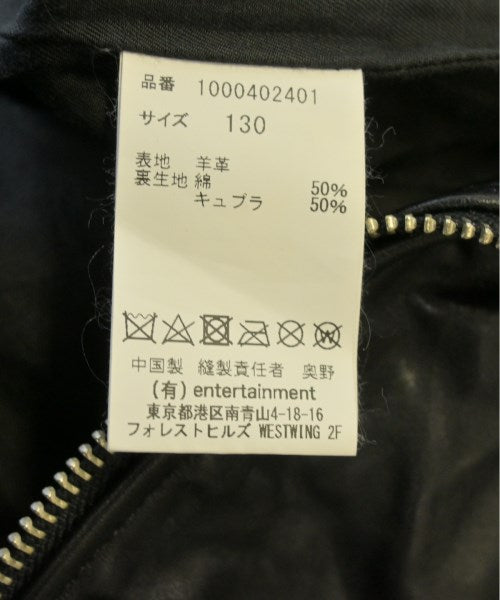 品番 1000402401
サイズ 130
表地 羊革
裏生地 綿 50%
キュプラ 50%
中国製 縫製責任者 奥野
(有) entertainment
東京都港区南青山4-18-16
フォレストヒルズ WESTWING 2F